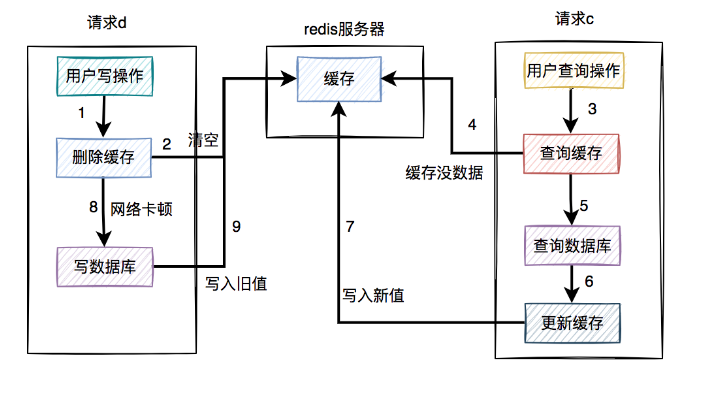 请求d
redis服务器
请求c
用户写操作
缓存
用户查询操作
1
3
4
2
清空
删除缓存
查询缓存
缓存没数据
8
网络卡顿
5
9
7
写数据库
查询数据库
写入旧值
写入新值
6
更新缓存